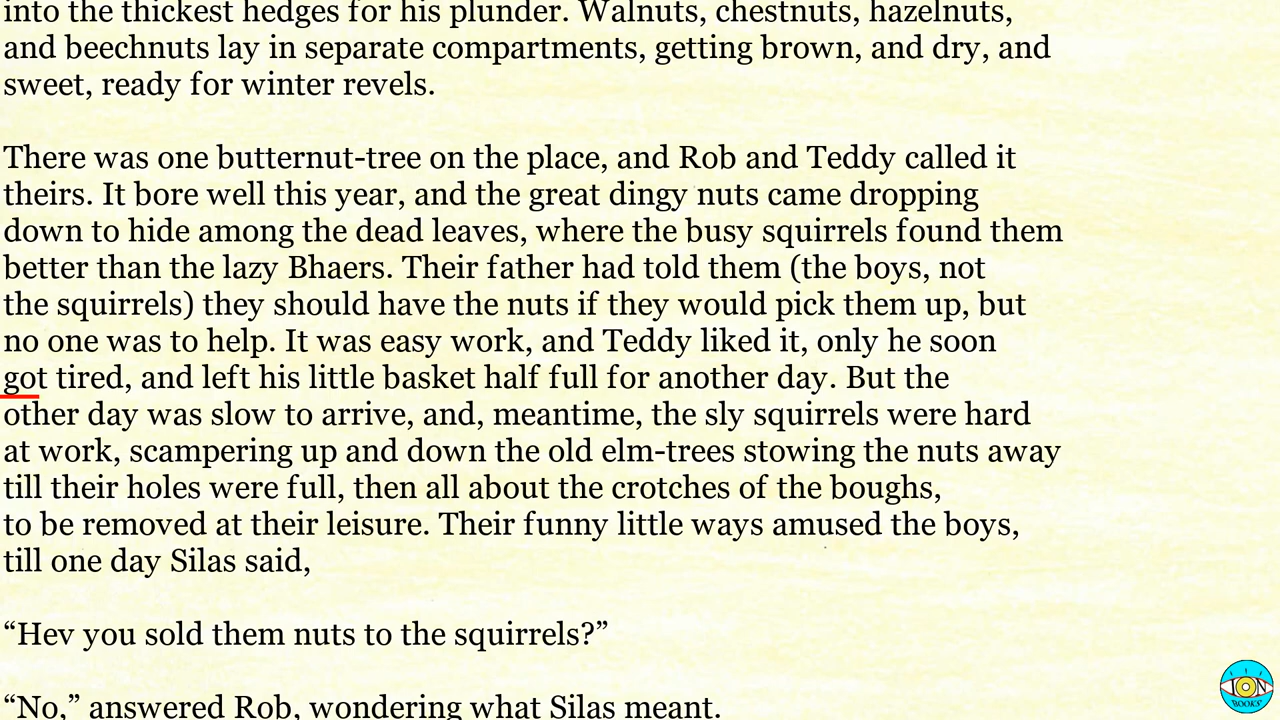 into the thickest hedges for his plunder. Walnuts, chestnuts, hazelnuts,
and beechnuts lay in separate compartments, getting brown, and dry, and
sweet, ready for winter revels.
There was one butternut-tree on the place, and Rob and Teddy called it
theirs. It bore well this year, and the great dingy nuts came dropping
down to hide among the dead leaves, where the busy squirrels found them
better than the lazy Bhaers. Their father had told them (the boys, not
the squirrels) they should have the nuts if they would pick them up, but
no one was to help. It was easy work, and Teddy liked it, only he soon
got tired, and left his little basket half full for another day. But the
other day was slow to arrive, and, meantime, the sly squirrels were hard
at work, scampering up and down the old elm-trees stowing the nuts away
till their holes were full, then all about the crotches of the boughs,
to be removed at their leisure. Their funny little ways amused the boys,
till one day Silas said,
“Hev you sold them nuts to the squirrels?”
“No,” answered Rob, wondering what Silas meant.
BOOKS